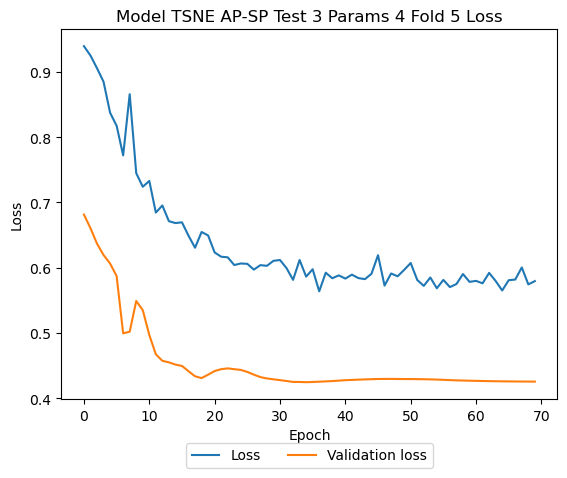 Model TSNE AP-SP Test 3 Params 4 Fold 5 Loss
0.9
0.8
0.7
0.6
0.5
0.4
Loss
0 10 20 30 40 50 60 70
Epoch
Loss Validation loss